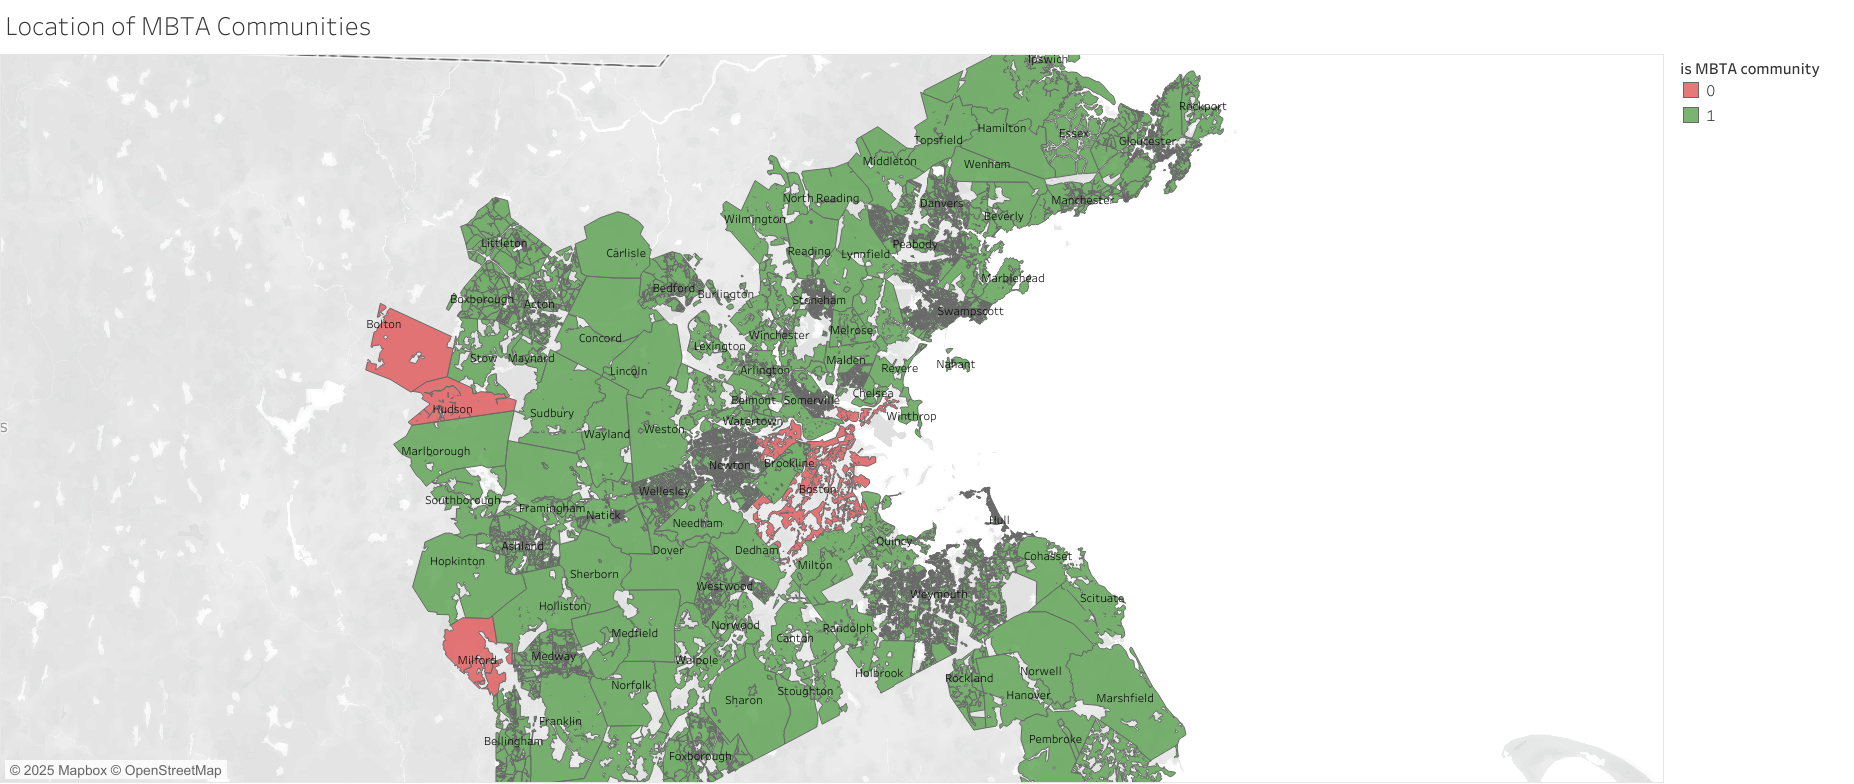 Location of MBTA Communities
is MBTA community
0
1
Ipswich
Rockport
Hamilton
Essex
Topsfield
Gloucester
Middleton
Wenham
North Reading
Danvers
Manchester
Wilmington
Beverly
Littleton
Peabody
Carlisle
Reading
Lynnfield
Marblehead
Bedford
Burlington
Boxborough
Acton
Stoneham
Swampscott
Bolton
Melrose
Winchester
Concord
Lexington
Stow
Maynard
Malden
Nahant
Revere
Lincoln
Arlington
Chelsea
Belmont
Somerville
Hudson
Sudbury
Winthrop
Watertown
s
Weston
Wayland
Marlborough
Brookline
Newton
Boston
Wellesley
Southborough
Framingham
Natick
Hull
Needham
Quincy
Ashland
Dover
Dedham
Cohasset
Hopkinton
Milton
Sherborn
Westwood
Weymouth
Scituate
Holliston
Norwood
Randolph
Medfield
Canton
Medway
Milford
Walpole
Norwell
Holbrook
Rockland
Norfolk
Stoughton
Hanover
Marshfield
Sharon
Franklin
Pembroke
Bellingham
Foxborough
© 2025 Mapbox © OpenStreetMap